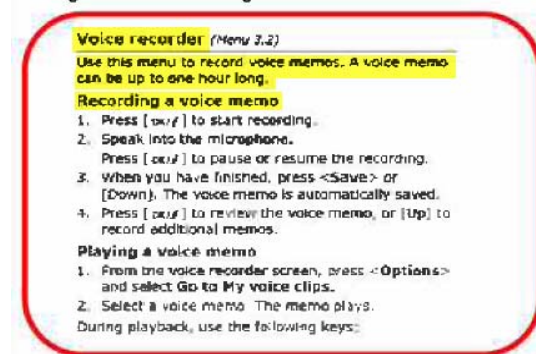 Voice recorder (Menu 3.2)
Use this menu to record voice memos. A voice memo
can be up to one hour long.
Recording a voice memo
1. Press [OK/i] to start recording.
2. Speak into the microphone.
Press [OK/i] to pause or resume the recording.
3. When you have finished, press <Save> or
[Down]. The voice memo is automatically saved.
4. Press [OK/i] to review the voice memo, or [Up] to
record additional memos.
Playing a voice memo
1. From the voice recorder screen, press <Options>
and select Go to My voice clips.
2. Select a voice memo. The memo plays.
During playback, use the following keys: